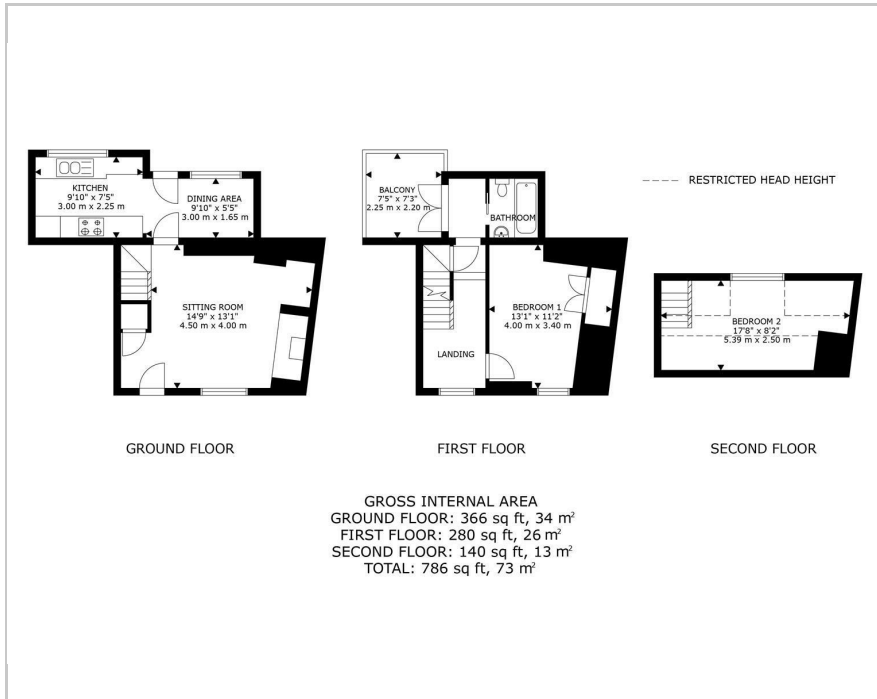 KITCHEN
9'10" x 7'5"
3.00 m x 2.25 m
DINING AREA
9'10" x 5'5"
3.00 m x 1.65 m
SITTING ROOM
14'9" x 13'1"
4.50 m x 4.00 m
GROUND FLOOR
BALCONY
7'5" x 7'3"
2.25 m x 2.20 m
BATHROOM
BEDROOM 1
13'1" x 11'2"
4.00 m x 3.40 m
LANDING
FIRST FLOOR
RESTRICTED HEAD HEIGHT
BEDROOM 2
17'8" x 8'2"
5.39 m x 2.50 m
SECOND FLOOR
GROSS INTERNAL AREA
GROUND FLOOR: 366 sq ft, 34 m²
FIRST FLOOR: 280 sq ft, 26 m²
SECOND FLOOR: 140 sq ft, 13 m²
TOTAL: 786 sq ft, 73 m²